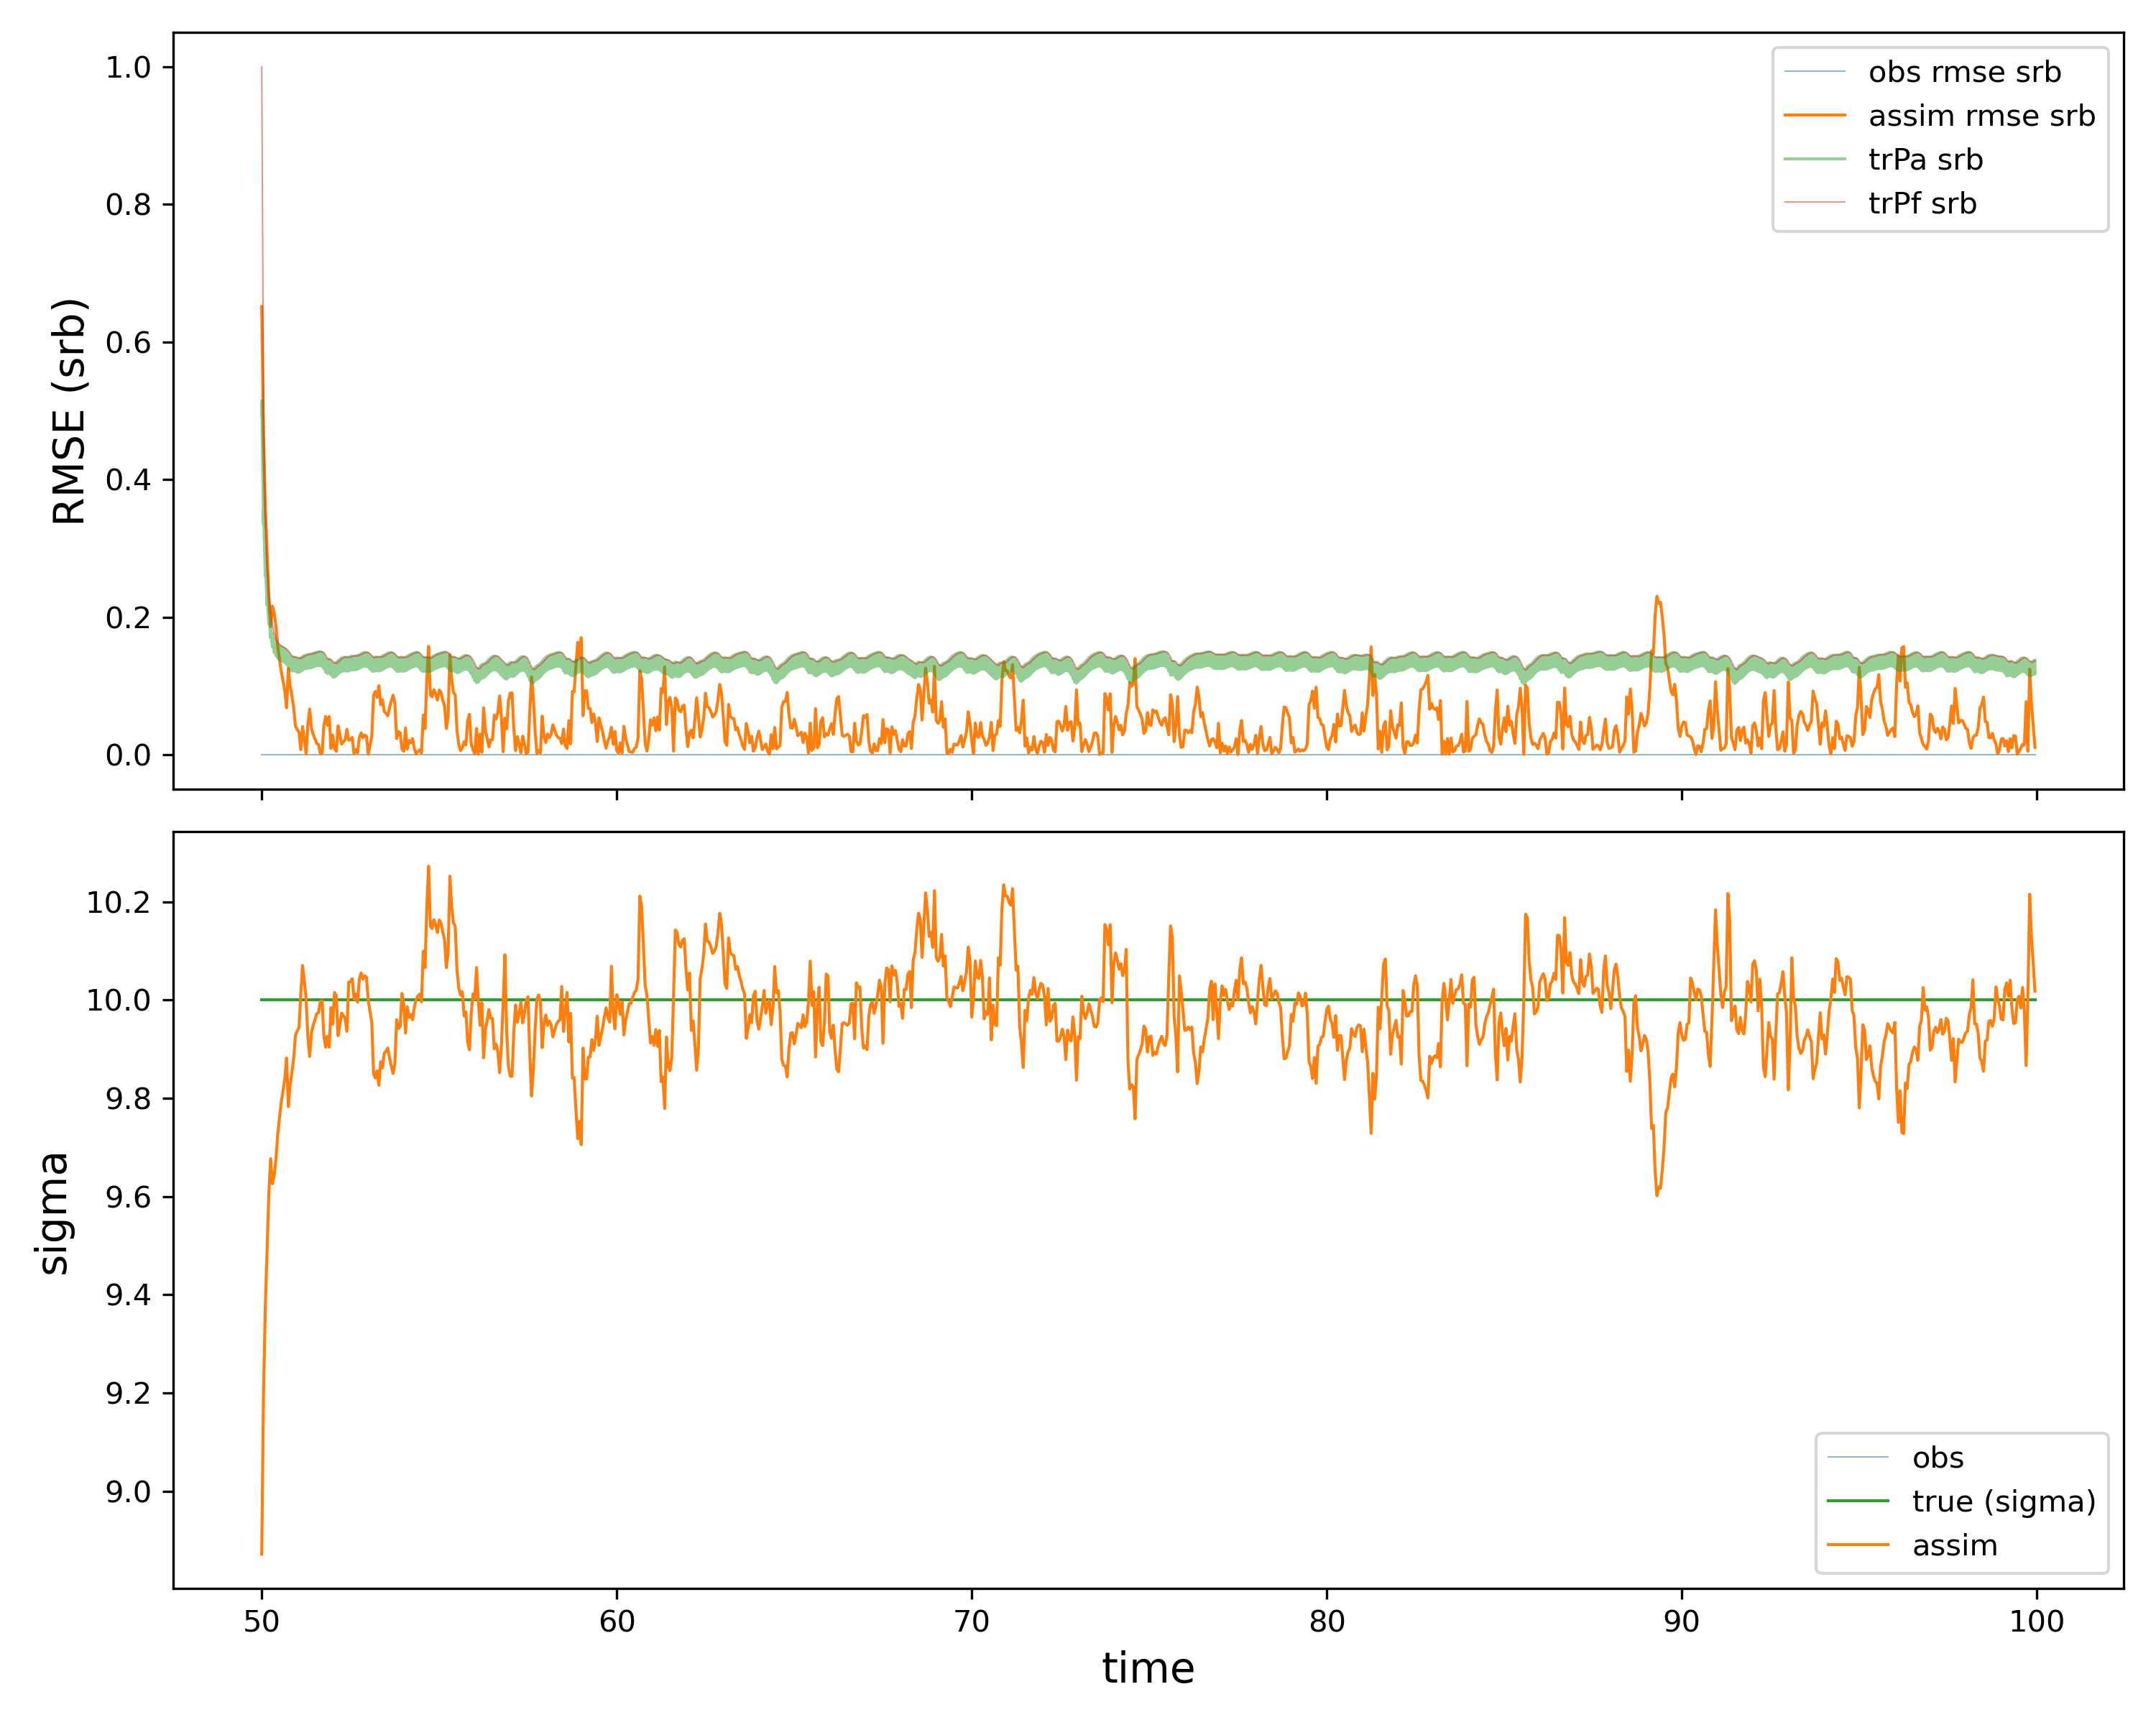 1.0
0.8
0.6
0.4
0.2
0.0
RMSE (srb)
obs rmse srb
assim rmse srb
trPa srb
trPf srb
10.2
10.0
9.8
9.6
9.4
9.2
9.0
sigma
obs
true (sigma)
assim
50 60 70 80 90 100
time